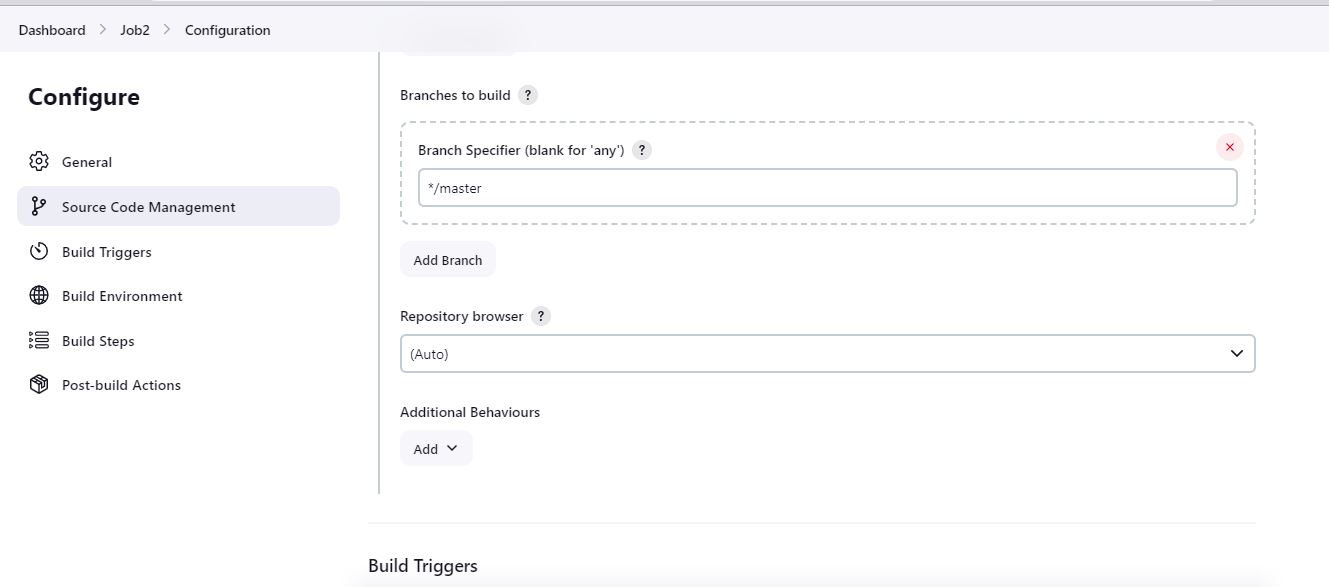 Dashboard > Job2 > Configuration
Configure
General
Source Code Management
Build Triggers
Build Environment
Build Steps
Post-build Actions
Branches to build ?
Branch Specifier (blank for 'any') ?
*/master
Add Branch
Repository browser ?
(Auto)
Additional Behaviours
Add
Build Triggers